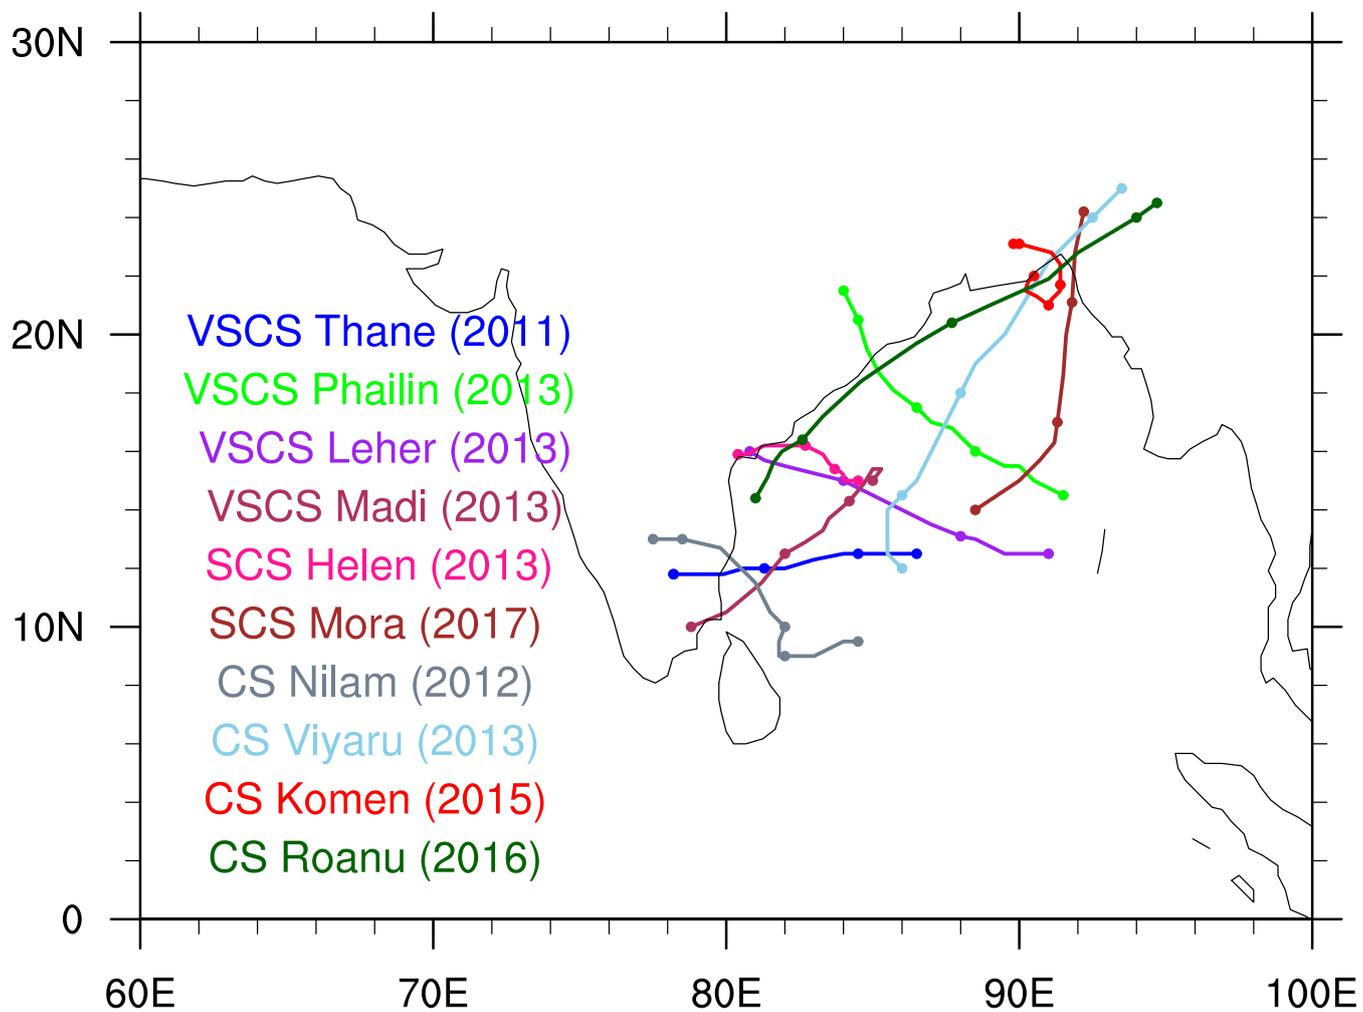 30N
20N
10N
0
VSCS Thane (2011)
VSCS Phailin (2013)
VSCS Leher (2013)
VSCS Madi (2013)
SCS Helen (2013)
SCS Mora (2017)
CS Nilam (2012)
CS Viyaru (2013)
CS Komen (2015)
CS Roanu (2016)
60E 70E 80E 90E 100E